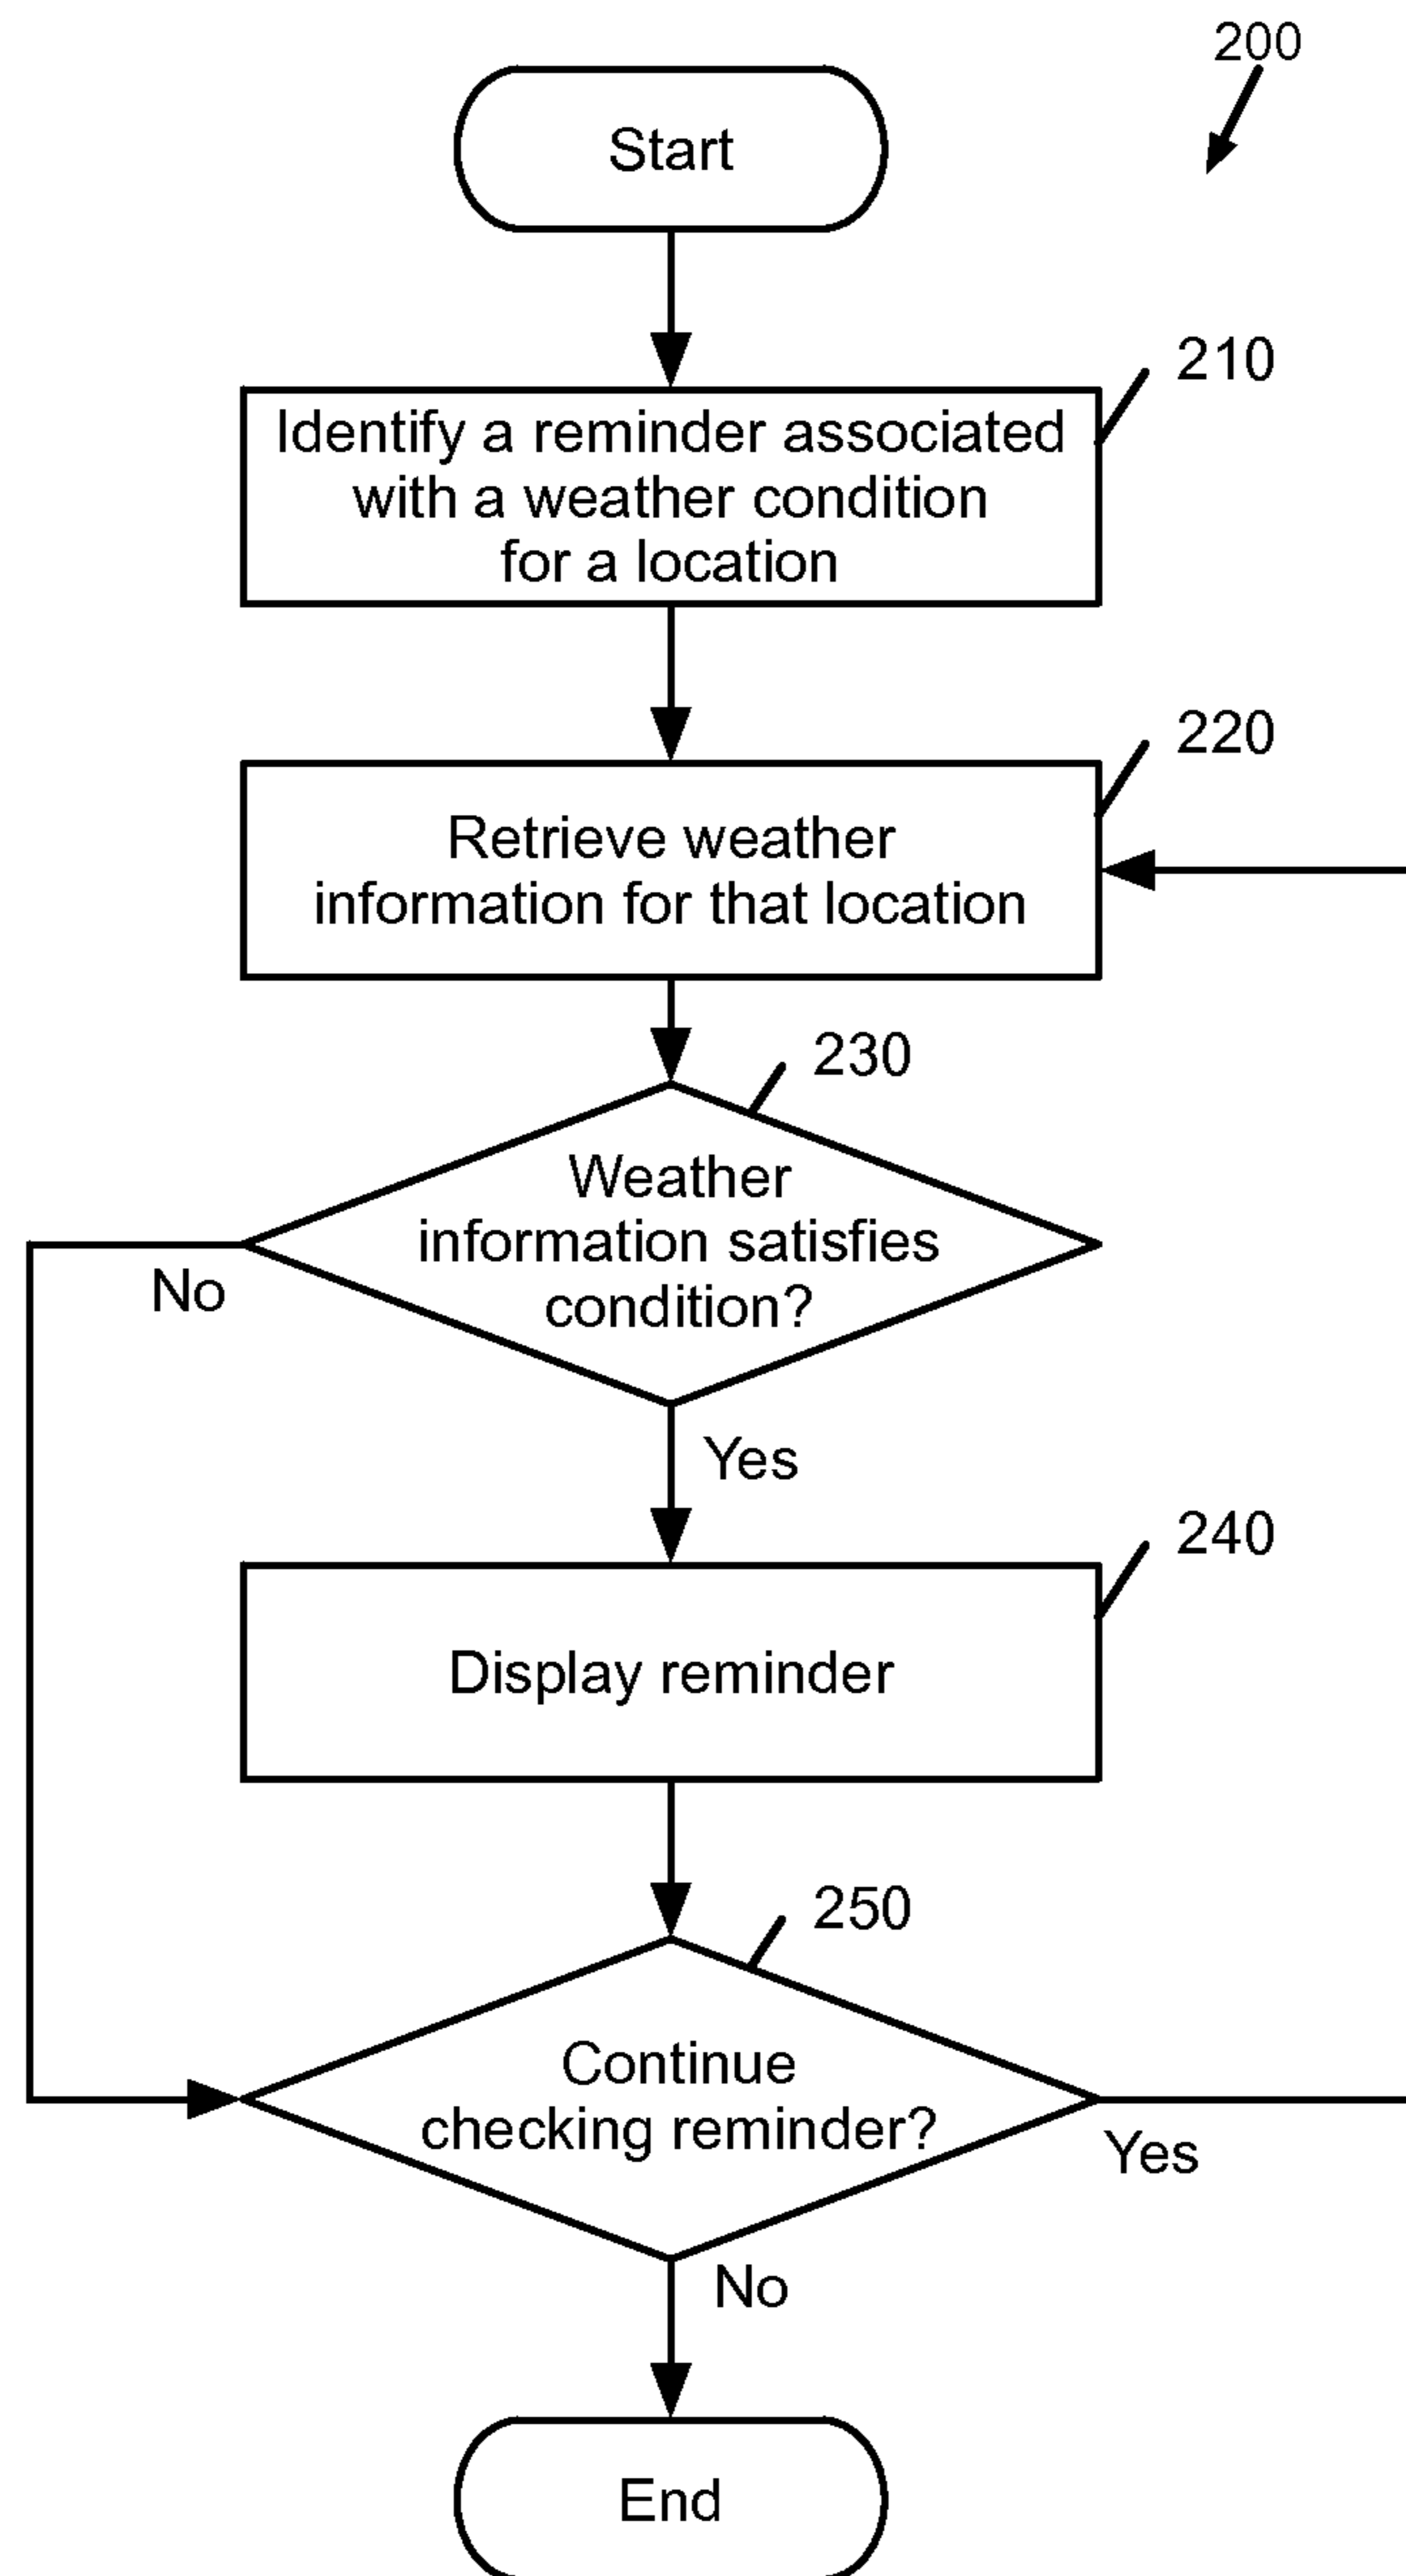 200
Start
210
Identify a reminder associated
with a weather condition
for a location
220
Retrieve weather
information for that location
230
Weather
information satisfies
condition?
No
Yes
240
Display reminder
250
Continue
checking reminder?
Yes
No
End